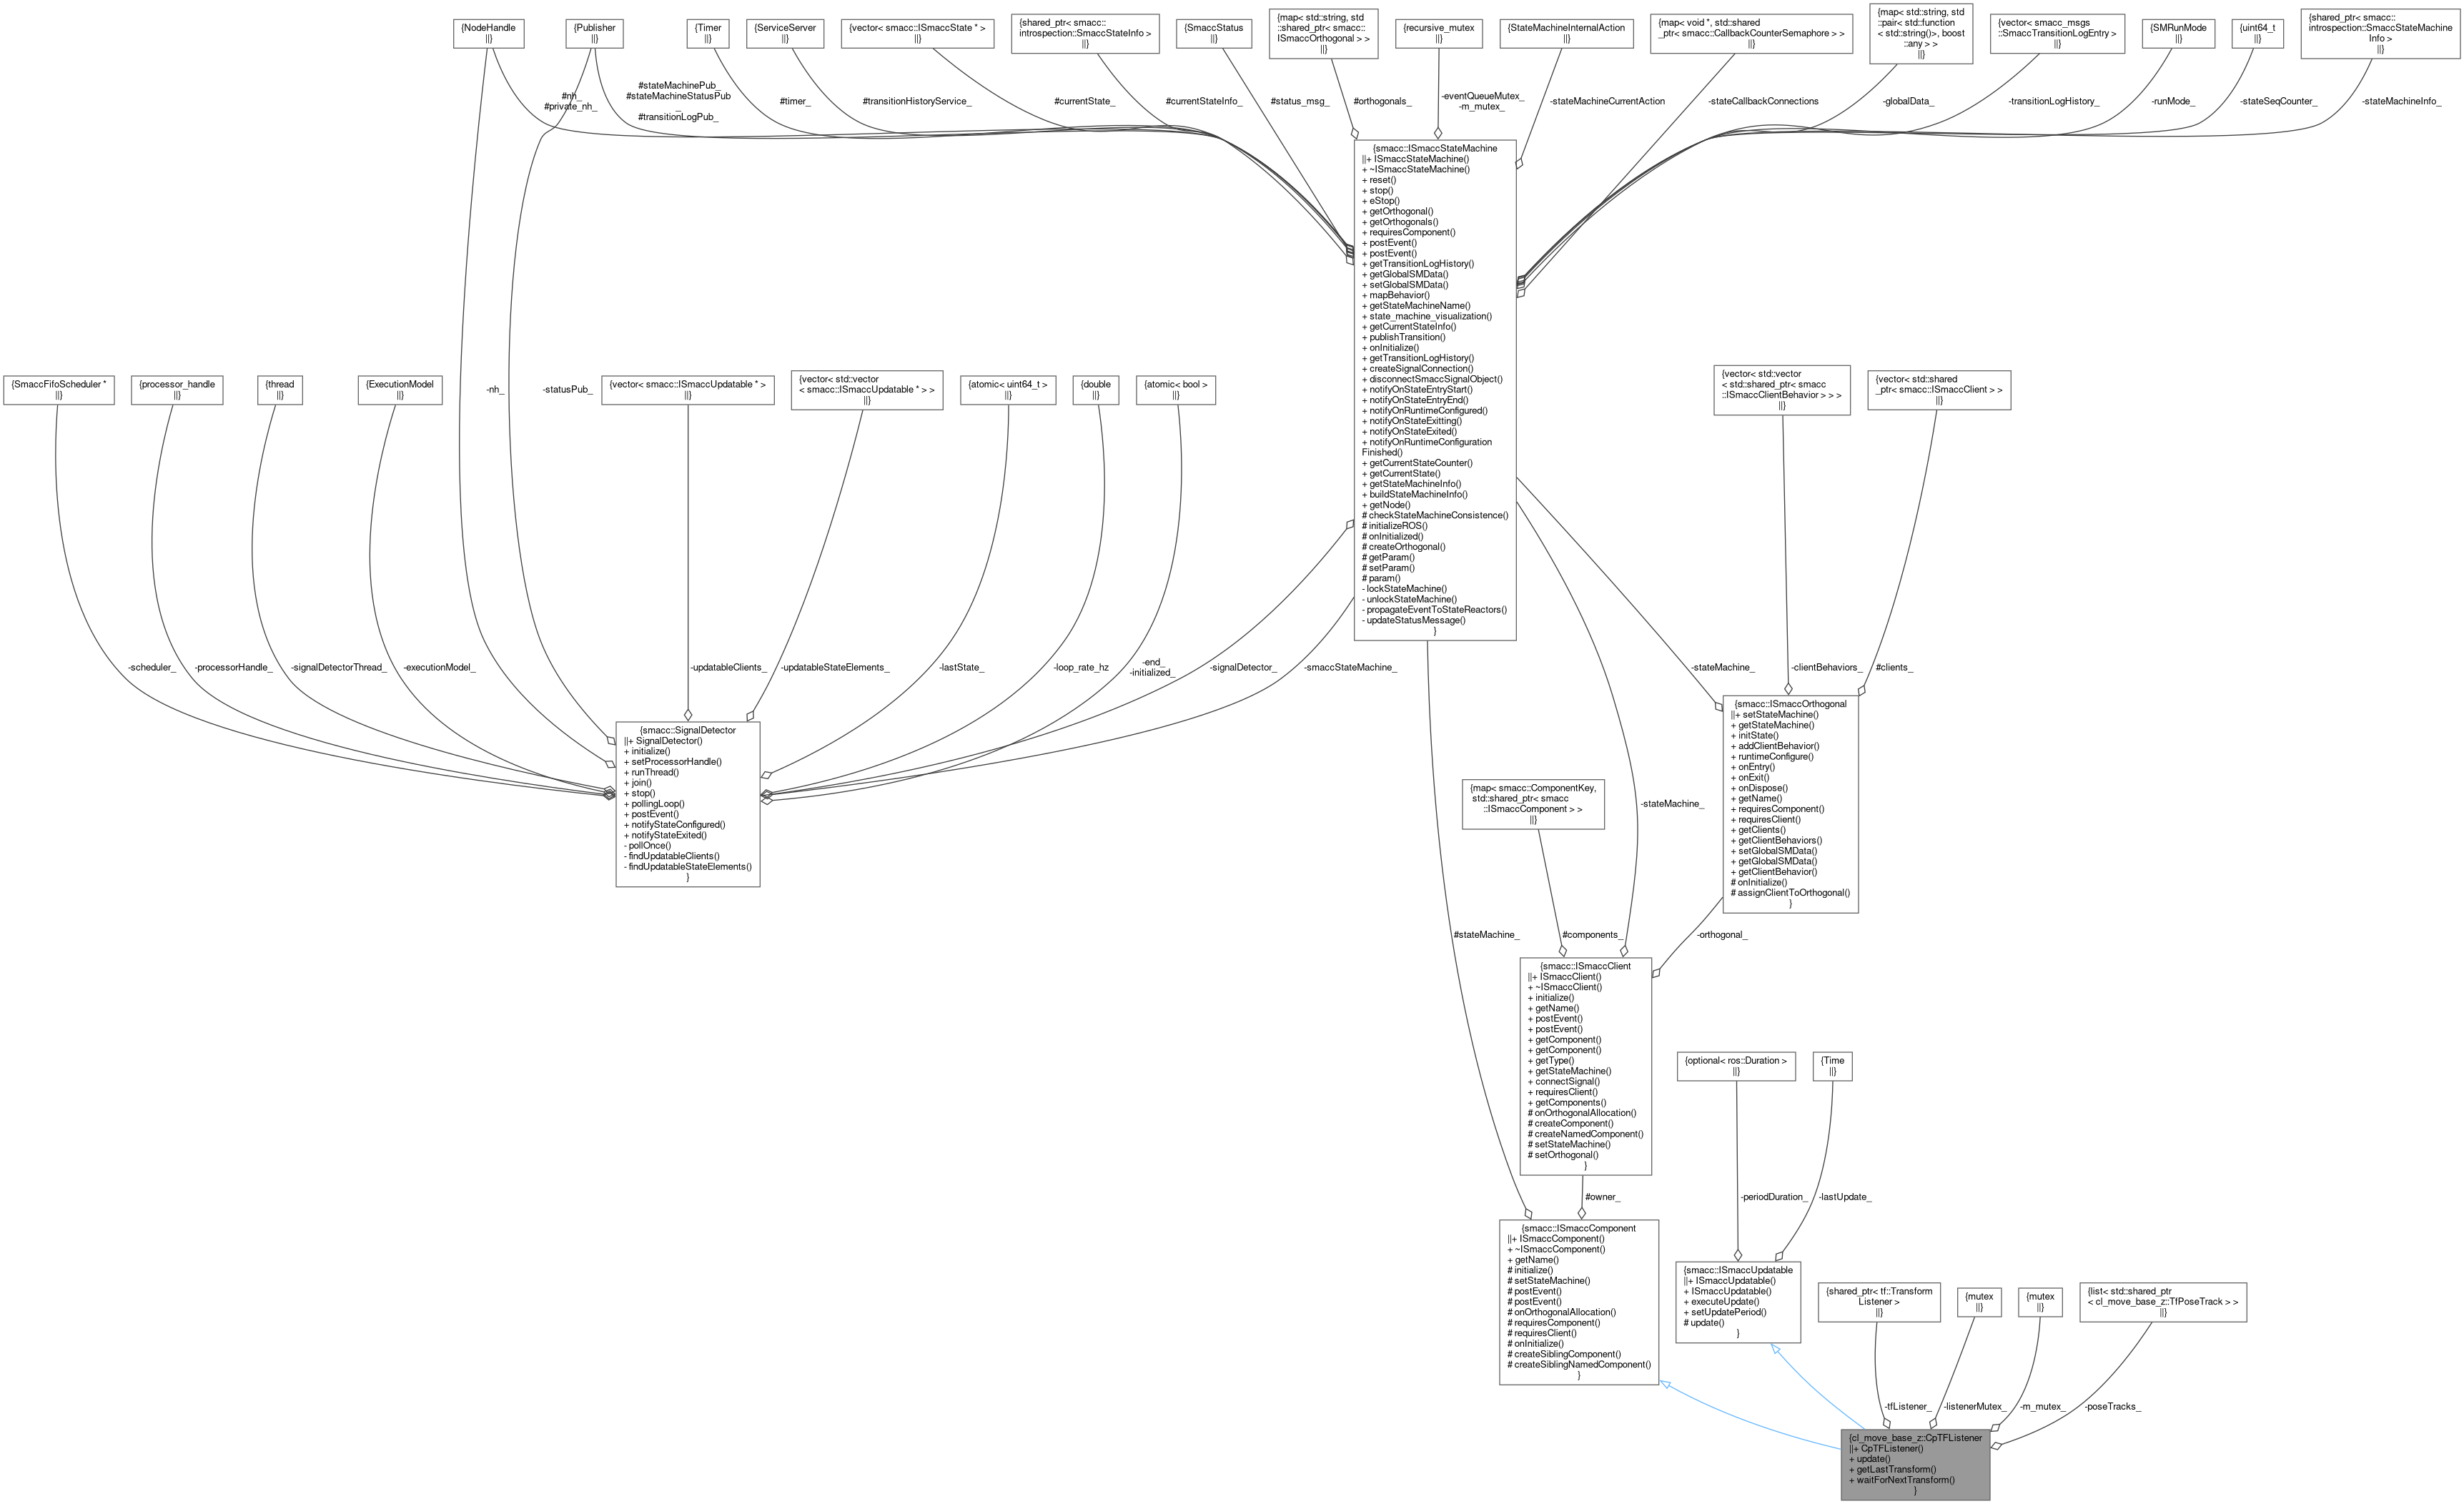 {NodeHandle
||}
{Publisher
||}
{Timer
||}
{ServiceServer
||}
{vector< smacc::ISmaccState * >
||}
{shared_ptr< smacc::
introspection::SmaccStateInfo >
||}
{SmaccStatus
||}
{map< std::string, std
::shared_ptr< smacc::
ISmaccOrthogonal > >
||}
{recursive_mutex
||}
{StateMachineInternalAction
||}
{map< void *, std::shared
_ptr< smacc::CallbackCounterSemaphore > >
||}
{map< std::string, std
::pair< std::function
< std::string()>, boost
::any > >
||}
{vector< smacc_msgs
::SmaccTransitionLogEntry >
||}
{SMRunMode
||}
{uint64_t
||}
{shared_ptr< smacc::
introspection::SmaccStateMachine
Info >
||}
#nh_
#private_nh_
#stateMachinePub_
#stateMachineStatusPub
_
#transitionLogPub_
#timer_
#transitionHistoryService_
#currentState_
#currentStateInfo_
#status_msg_
#orthogonals_
-eventQueueMutex_
-m_mutex_
-stateMachineCurrentAction
-stateCallbackConnections
-globalData_
-transitionLogHistory_
-runMode_
-stateSeqCounter_
-stateMachineInfo_
{smacc::ISmaccStateMachine
||+ ISmaccStateMachine()
+ ~ISmaccStateMachine()
+ reset()
+ stop()
+ eStop()
+ getOrthogonal()
+ getOrthogonals()
+ requiresComponent()
+ postEvent()
+ postEvent()
+ getTransitionLogHistory()
+ getGlobalSMData()
+ setGlobalSMData()
+ mapBehavior()
+ getStateMachineName()
+ state_machine_visualization()
+ getCurrentStateInfo()
+ publishTransition()
+ onInitialize()
+ getTransitionLogHistory()
+ createSignalConnection()
+ disconnectSmaccSignalObject()
+ notifyOnStateEntryStart()
+ notifyOnStateEntryEnd()
+ notifyOnRuntimeConfigured()
+ notifyOnStateExitting()
+ notifyOnStateExited()
+ notifyOnRuntimeConfiguration
Finished()
+ getCurrentStateCounter()
+ getCurrentState()
+ getStateMachineInfo()
+ buildStateMachineInfo()
+ getNode()
# checkStateMachineConsistence()
# initializeROS()
# onInitialized()
# createOrthogonal()
# getParam()
# setParam()
# param()
- lockStateMachine()
- unlockStateMachine()
- propagateEventToStateReactors()
- updateStatusMessage()
}
{SmaccFifoScheduler *
||}
{processor_handle
||}
{thread
||}
{ExecutionModel
||}
-nh_
-statusPub_
{vector< smacc::ISmaccUpdatable * >
||}
{vector< std::vector
< smacc::ISmaccUpdatable * > >
||}
{atomic< uint64_t >
||}
{double
||}
{atomic< bool >
||}
{vector< std::vector
< std::shared_ptr< smacc
::ISmaccClientBehavior > > >
||}
{vector< std::shared
_ptr< smacc::ISmaccClient > >
||}
-scheduler_
-processorHandle_
-signalDetectorThread_
-executionModel_
-updatableClients_
-updatableStateElements_
-lastState_
-loop_rate_hz
-end_
-initialized_
-signalDetector_
-smaccStateMachine_
-stateMachine_
-clientBehaviors_
#clients_
{smacc::SignalDetector
||+ SignalDetector()
+ initialize()
+ setProcessorHandle()
+ runThread()
+ join()
+ stop()
+ pollingLoop()
+ postEvent()
+ notifyStateConfigured()
+ notifyStateExited()
- pollOnce()
- findUpdatableClients()
- findUpdatableStateElements()
}
{smacc::ISmaccOrthogonal
||+ setStateMachine()
+ getStateMachine()
+ initState()
+ addClientBehavior()
+ runtimeConfigure()
+ onEntry()
+ onExit()
+ onDispose()
+ getName()
+ requiresComponent()
+ requiresClient()
+ getClients()
+ getClientBehaviors()
+ setGlobalSMData()
+ getGlobalSMData()
+ getClientBehavior()
# onInitialize()
# assignClientToOrthogonal()
}
{map< smacc::ComponentKey,
std::shared_ptr< smacc
::ISmaccComponent > >
||}
-stateMachine_
#stateMachine_
#components_
-orthogonal_
{smacc::ISmaccClient
||+ ISmaccClient()
+ ~ISmaccClient()
+ initialize()
+ getName()
+ postEvent()
+ postEvent()
+ getComponent()
+ getComponent()
+ getType()
+ getStateMachine()
+ connectSignal()
+ requiresClient()
+ getComponents()
# onOrthogonalAllocation()
# createComponent()
# createNamedComponent()
# setStateMachine()
# setOrthogonal()
}
{optional< ros::Duration >
||}
{Time
||}
#owner_
-periodDuration_
-lastUpdate_
{smacc::ISmaccComponent
||+ ISmaccComponent()
+ ~ISmaccComponent()
+ getName()
# initialize()
# setStateMachine()
# postEvent()
# postEvent()
# onOrthogonalAllocation()
# requiresComponent()
# requiresClient()
# onInitialize()
# createSiblingComponent()
# createSiblingNamedComponent()
}
{smacc::ISmaccUpdatable
||+ ISmaccUpdatable()
+ ISmaccUpdatable()
+ executeUpdate()
+ setUpdatePeriod()
# update()
}
{shared_ptr< tf::Transform
Listener >
||}
{mutex
||}
{mutex
||}
{list< std::shared_ptr
< cl_move_base_z::TfPoseTrack > >
||}
-tfListener_
-listenerMutex_
-m_mutex_
-poseTracks_
{cl_move_base_z::CpTFListener
||+ CpTFListener()
+ update()
+ getLastTransform()
+ waitForNextTransform()
}